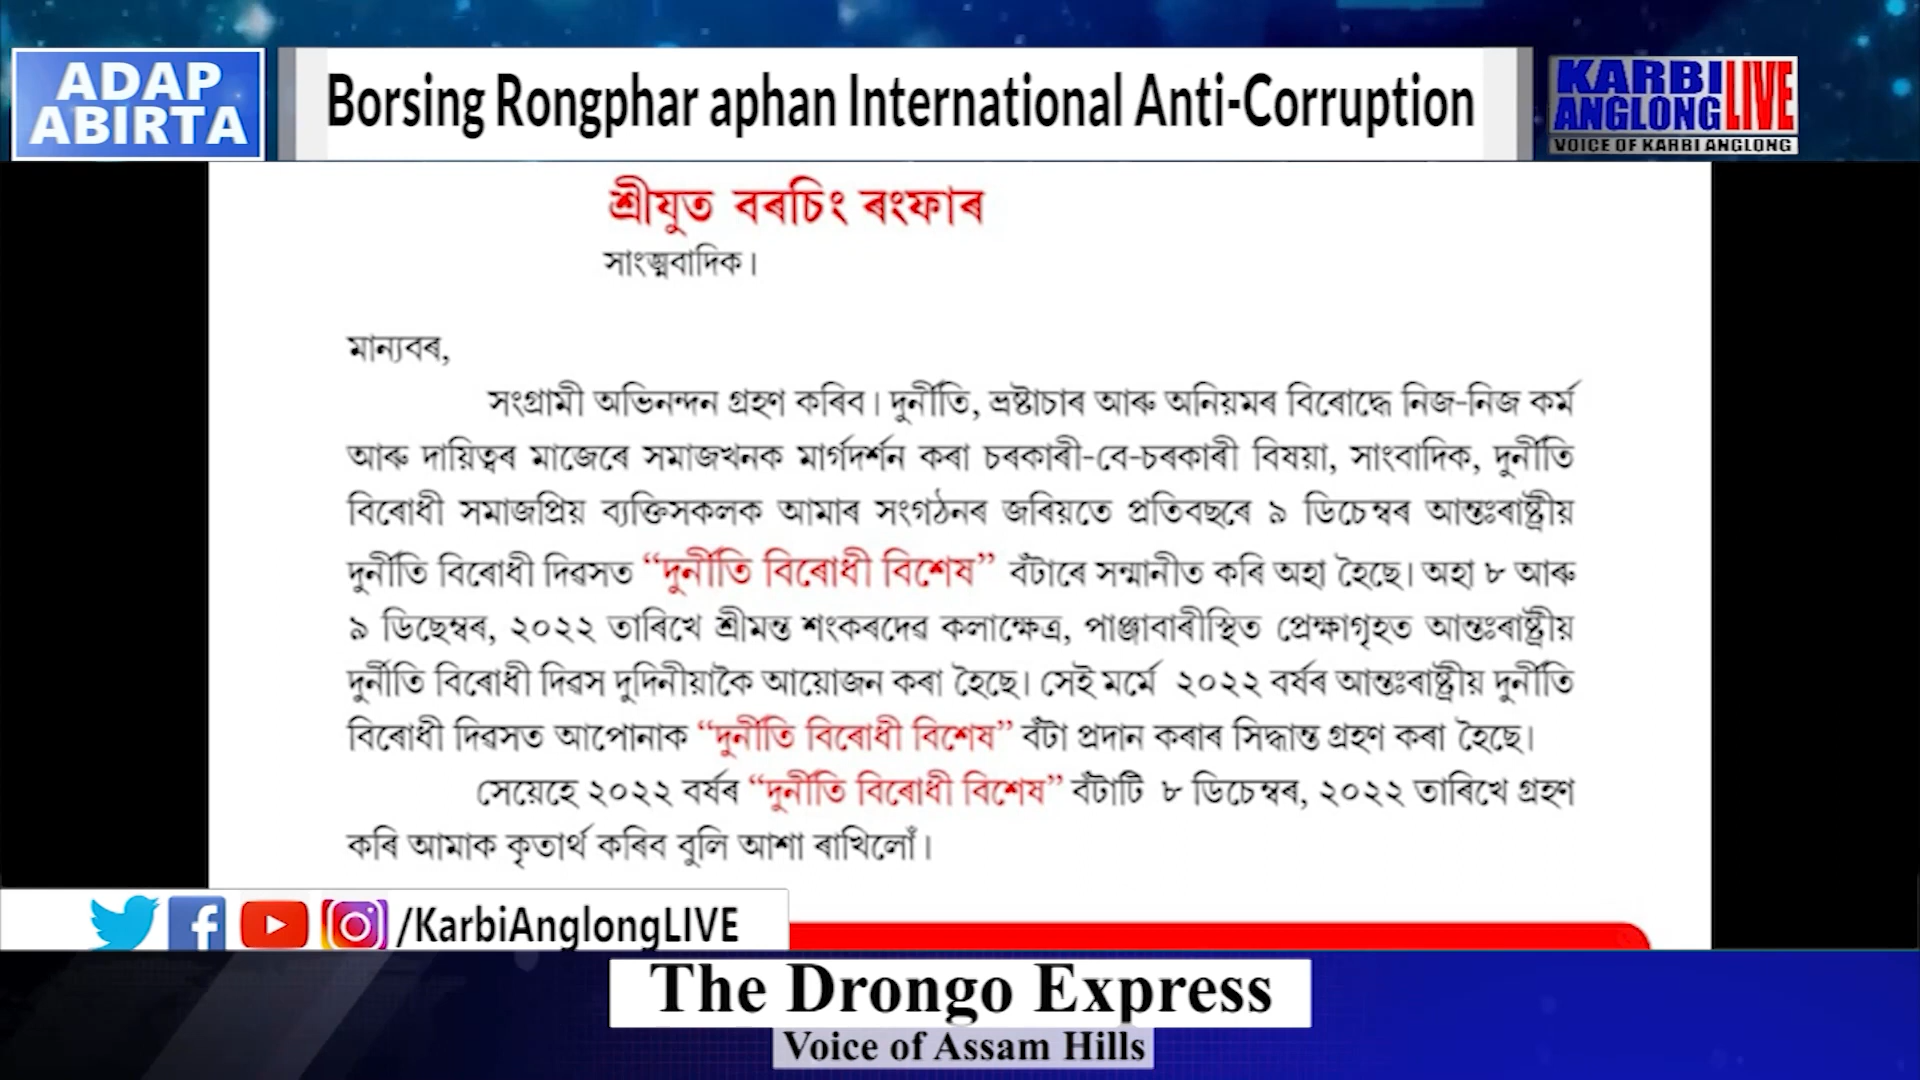 ADAP
ABIRTA
Borsing Rongphar aphan International Anti-Corruption
KARBI
ANGLONG
LIVE
VOICE OF KARBI ANGLONG
শ্ৰীযুত বৰচিং ৰংফাৰ
সাংঙ্মবাদিক।
মান্যবৰ,
সংগ্ৰামী অভিনন্দন গ্ৰহণ কৰিব। দুৰ্নীতি, ভ্ৰষ্টাচাৰ আৰু অনিয়মৰ বিৰোদ্ধে নিজ-নিজ কৰ্ম
আৰু দায়িত্বৰ মাজেৰে সমাজখনক মাৰ্গদৰ্শন কৰা চৰকাৰী-বে-চৰকাৰী বিষয়া, সাংবাদিক, দুৰ্নীতি
বিৰোধী সমাজপ্ৰিয় ব্যক্তিসকলক আমাৰ সংগঠনৰ জৰিয়তে প্ৰতিবছৰে ৯ ডিচেম্বৰ আন্তঃৰাষ্ট্ৰীয়
দুৰ্নীতি বিৰোধী দিৱসত “দুৰ্নীতি বিৰোধী বিশেষ” বঁটাৰে সন্মানীত কৰি অহা হৈছে। অহা ৮ আৰু
৯ ডিছেম্বৰ, ২০২২ তাৰিখে শ্ৰীমন্ত শংকৰদেৱ কলাক্ষেত্ৰ, পাঞ্জাবাৰীস্থিত প্ৰেক্ষাগৃহত আন্তঃৰাষ্ট্ৰীয়
দুৰ্নীতি বিৰোধী দিৱস দুদিনীয়াকৈ আয়োজন কৰা হৈছে। সেই মৰ্মে ২০২২ বৰ্ষৰ আন্তঃৰাষ্ট্ৰীয় দুৰ্নীতি
বিৰোধী দিৱসত আপোনাক “দুৰ্নীতি বিৰোধী বিশেষ” বঁটা প্ৰদান কৰাৰ সিদ্ধান্ত গ্ৰহণ কৰা হৈছে।
সেয়েহে ২০২২ বৰ্ষৰ “দুৰ্নীতি বিৰোধী বিশেষ” বঁটাটি ৮ ডিচেম্বৰ, ২০২২ তাৰিখে গ্ৰহণ
কৰি আমাক কৃতাৰ্থ কৰিব বুলি আশা ৰাখিলোঁ।
/KarbiAnglongLIVE
The Drongo Express
Voice of Assam Hills